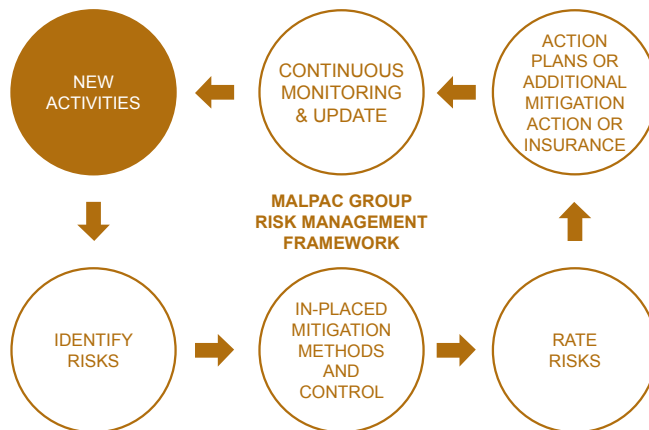 NEW
ACTIVITIES
CONTINUOUS
MONITORING
& UPDATE
ACTION
PLANS OR
ADDITIONAL
MITIGATION
ACTION OR
INSURANCE
MALPAC GROUP
RISK MANAGEMENT
FRAMEWORK
IDENTIFY
RISKS
IN-PLACED
MITIGATION
METHODS
AND
CONTROL
RATE
RISKS